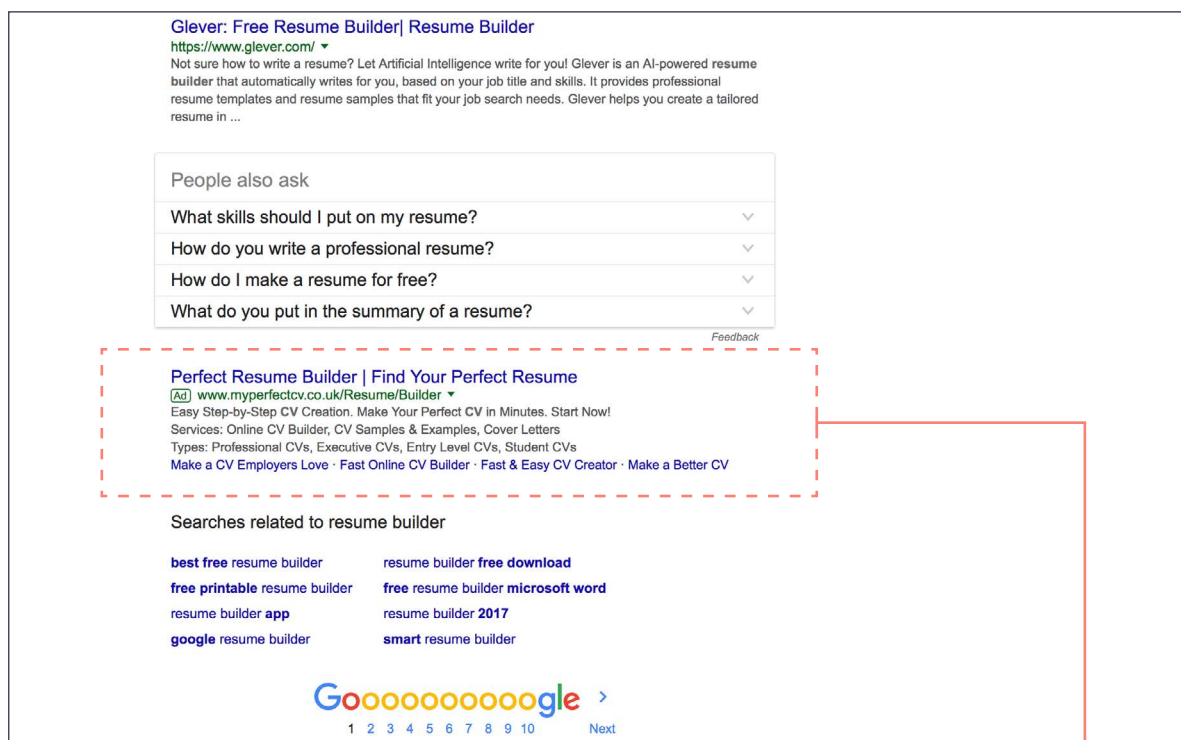 Glever: Free Resume Builder| Resume Builder
https://www.glever.com/
Not sure how to write a resume? Let Artificial Intelligence write for you! Glever is an AI-powered resume
builder that automatically writes for you, based on your job title and skills. It provides professional
resume templates and resume samples that fit your job search needs. Glever helps you create a tailored
resume in ...
People also ask
What skills should I put on my resume?
How do you write a professional resume?
How do I make a resume for free?
What do you put in the summary of a resume?
Feedback
Perfect Resume Builder | Find Your Perfect Resume
Ad www.myperfectcv.co.uk/Resume/Builder
Easy Step-by-Step CV Creation. Make Your Perfect CV in Minutes. Start Now!
Services: Online CV Builder, CV Samples & Examples, Cover Letters
Types: Professional CVs, Executive CVs, Entry Level CVs, Student CVs
Make a CV Employers Love · Fast Online CV Builder · Fast & Easy CV Creator · Make a Better CV
Searches related to resume builder
best free resume builder resume builder free download
free printable resume builder free resume builder microsoft word
resume builder app resume builder 2017
google resume builder smart resume builder
Gooooooooooogle
1 2 3 4 5 6 7 8 9 10 Next